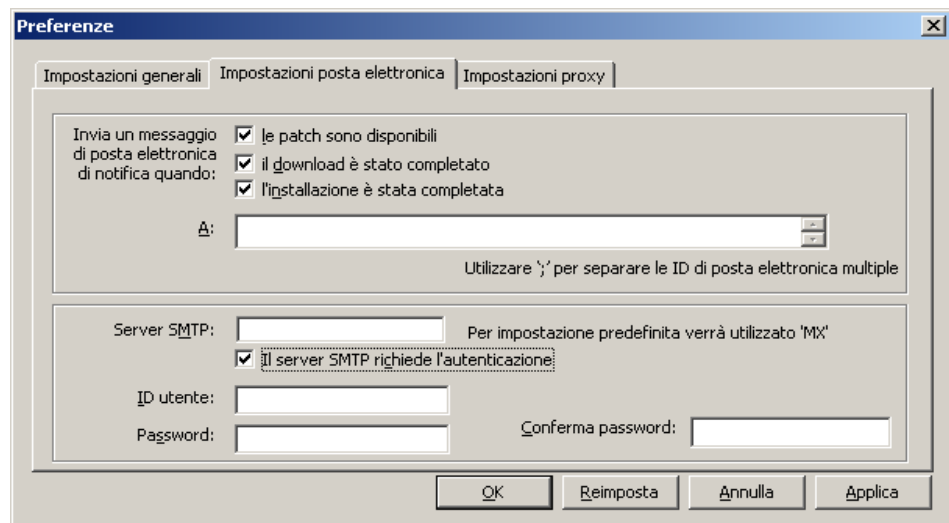 Preferenze
Impostazioni generali
Impostazioni posta elettronica
Impostazioni proxy
Invia un messaggio
di posta elettronica
di notifica quando:
le patch sono disponibili
il download è stato completato
l'installazione è stata completata
A:
Utilizzare ';' per separare le ID di posta elettronica multiple
Server SMTP:
Per impostazione predefinita verrà utilizzato 'MX'
Il server SMTP richiede l'autenticazione
ID utente:
Password:
Conferma password:
OK
Reimposta
Annulla
Applica